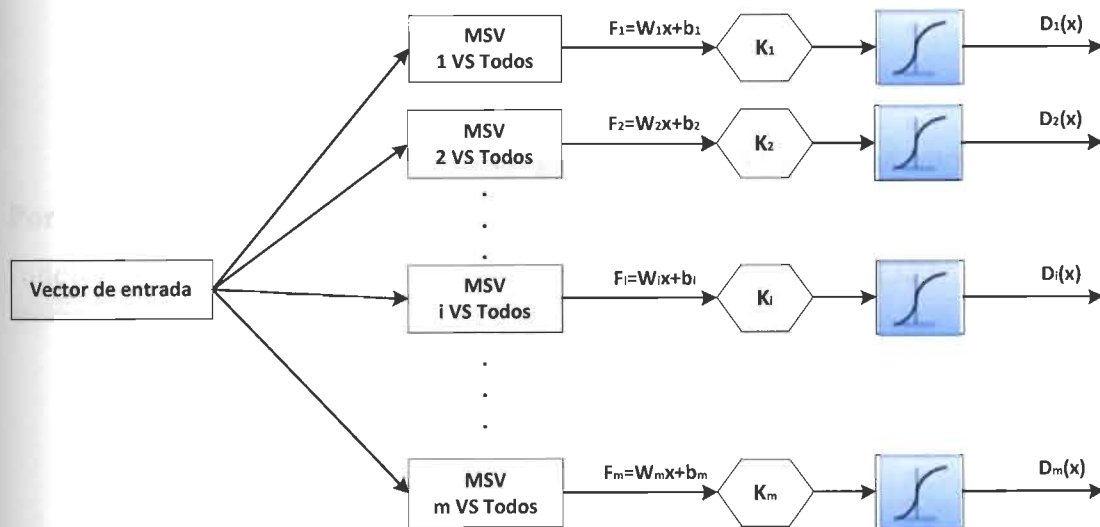 MSV
1 VS Todos
F₁=W₁x+b₁
K₁
D₁(x)
MSV
2 VS Todos
F₂=W₂x+b₂
K₂
D₂(x)
Por
Vector de entrada
MSV
i VS Todos
Fᵢ=Wᵢx+bᵢ
Kᵢ
Dᵢ(x)
MSV
m VS Todos
Fₘ=Wₘx+bₘ
Kₘ
Dₘ(x)